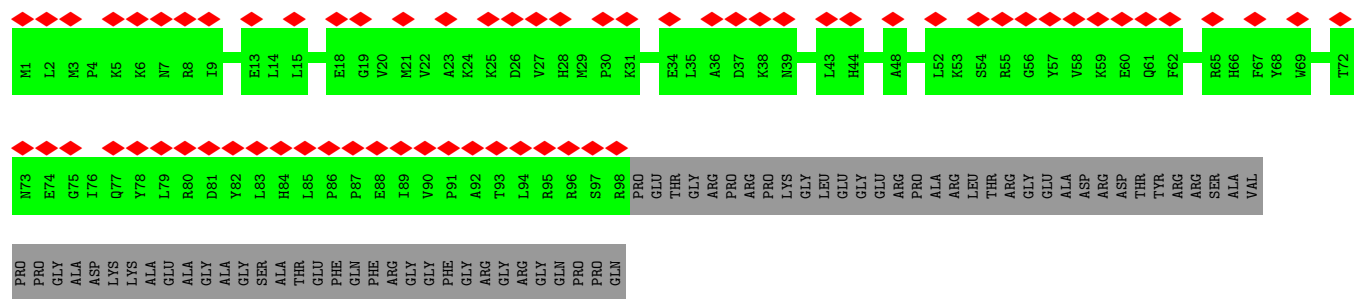 M1 L2 M3 P4 K5 K6 N7 R8 I9 E13 L14 L15 E18 G19 V20 M21 V22 A23 K24 K25 D26 V27 H28 M29 P30 K31 E34 L35 A36 D37 K38 N39 L43 H44 A48 L52 K53 S54 R55 G56 Y57 V58 K59 E60 Q61 F62 R65 H66 F67 Y68 W69 T72
N73 E74 G75 I76 Q77 Y78 L79 R80 D81 Y82 L83 H84 L85 P86 P87 E88 I89 V90 P91 A92 T93 L94 R95 R96 S97 R98 PRO GLU THR GLY ARG PRO ARG PRO LYS GLY LEU GLU GLY GLU ARG PRO ALA ARG LEU THR ARG GLY GLU ALA ASP ARG ASP THR TYR ARG ARG SER ALA VAL
PRO PRO GLY ALA ASP LYS LYS ALA GLU ALA GLY ALA GLY SER ALA THR GLU PHE GLN PHE ARG GLY GLY PHE GLY ARG GLY ARG GLY GLN PRO PRO GLN